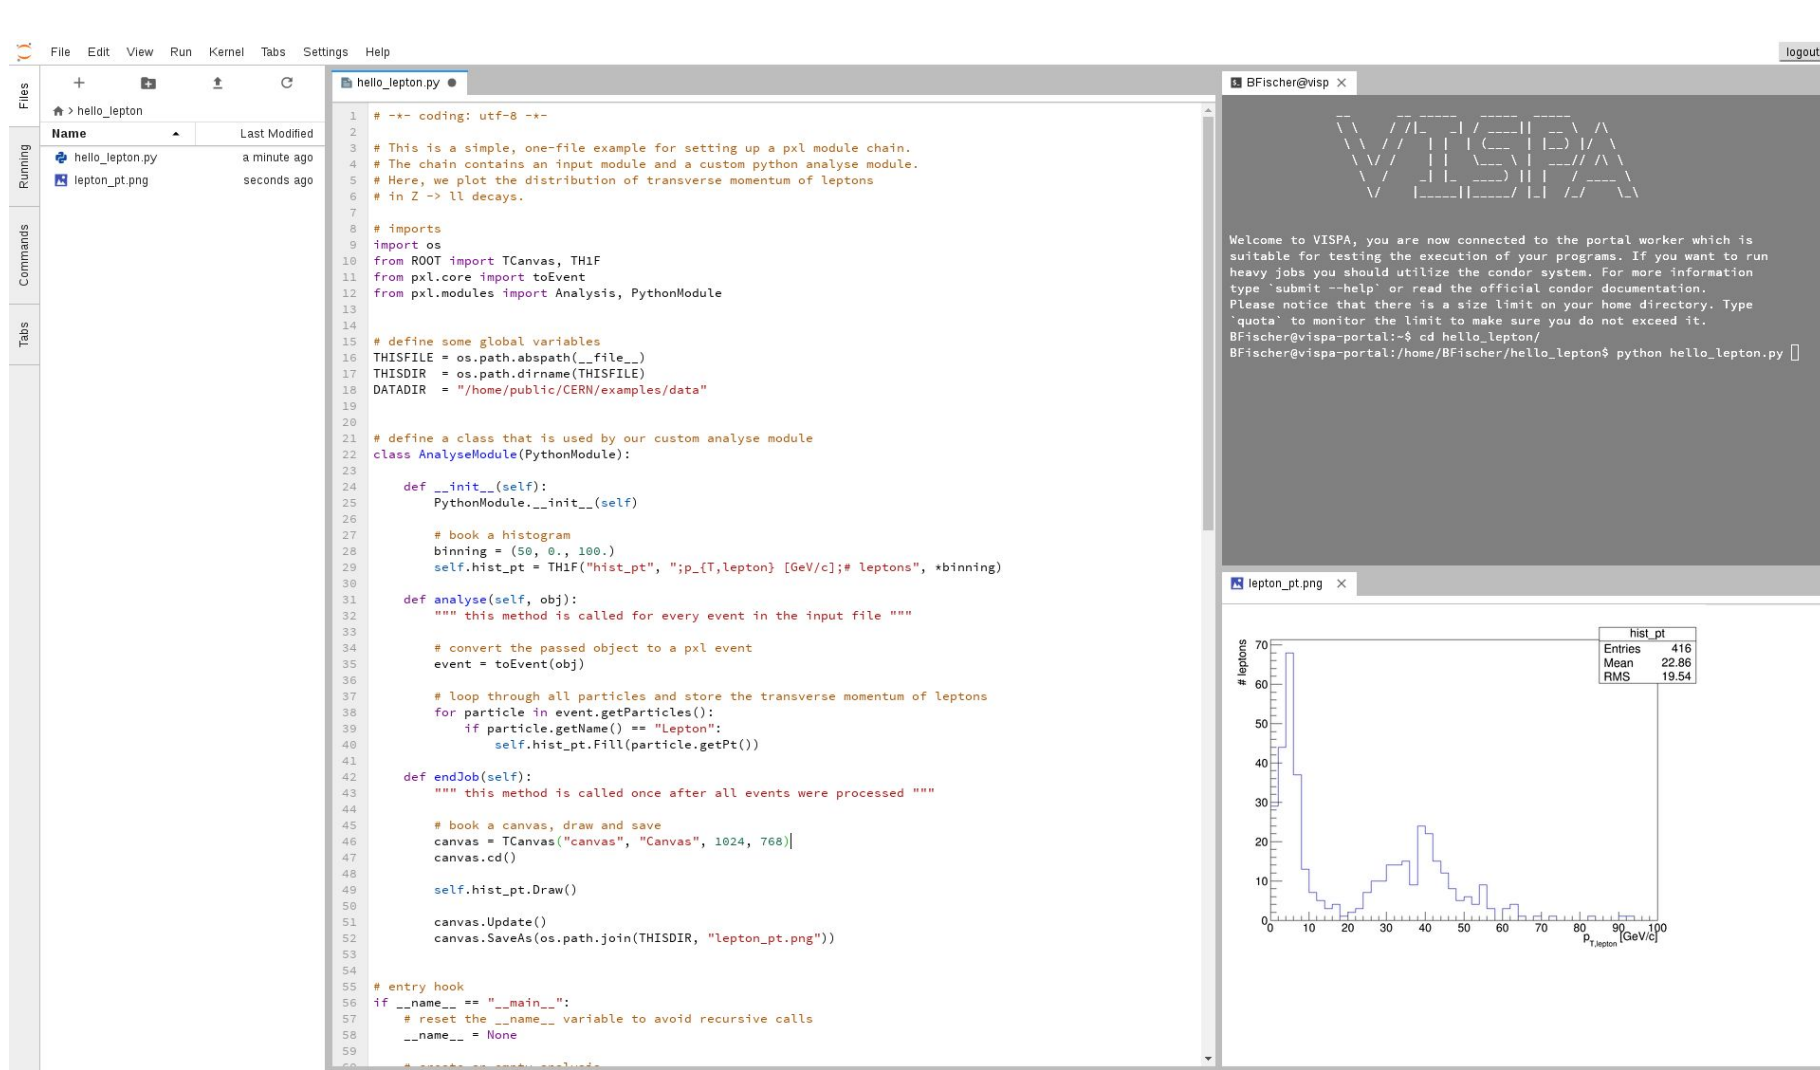 File Edit View Run Kernel Tabs Settings Help
logout
Files
Running
Commands
Tabs
> hello_lepton
Name Last Modified
hello_lepton.py a minute ago
lepton_pt.png seconds ago
hello_lepton.py
1 # -*- coding: utf-8 -*-
2
3 # This is a simple, one-file example for setting up a pxl module chain.
4 # The chain contains an input module and a custom python analyse module.
5 # Here, we plot the distribution of transverse momentum of leptons
6 # in Z -> ll decays.
7
8 # imports
9 import os
10 from ROOT import TCanvas, TH1F
11 from pxl.core import toEvent
12 from pxl.modules import Analysis, PythonModule
13
14
15 # define some global variables
16 THISFILE = os.path.abspath(__file__)
17 THISDIR = os.path.dirname(THISFILE)
18 DATADIR = "/home/public/CERN/examples/data"
19
20
21 # define a class that is used by our custom analyse module
22 class AnalyseModule(PythonModule):
23
24 def __init__(self):
25 PythonModule.__init__(self)
26
27 # book a histogram
28 binning = (50, 0., 100.)
29 self.hist_pt = TH1F("hist_pt", ";p_{T,lepton} [GeV/c];# leptons", *binning)
30
31 def analyse(self, obj):
32 """ this method is called for every event in the input file """
33
34 # convert the passed object to a pxl event
35 event = toEvent(obj)
36
37 # loop through all particles and store the transverse momentum of leptons
38 for particle in event.getParticles():
39 if particle.getName() == "Lepton":
40 self.hist_pt.Fill(particle.getPt())
41
42 def endJob(self):
43 """ this method is called once after all events were processed """
44
45 # book a canvas, draw and save
46 canvas = TCanvas("canvas", "Canvas", 1024, 768)
47 canvas.cd()
48
49 self.hist_pt.Draw()
50
51 canvas.Update()
52 canvas.SaveAs(os.path.join(THISDIR, "lepton_pt.png"))
53
54
55 # entry hook
56 if __name__ == "__main__":
57 # reset the __name__ variable to avoid recursive calls
58 __name__ = None
59
BFischer@visp
VISPA
Welcome to VISPA, you are now connected to the portal worker which is
suitable for testing the execution of your programs. If you want to run
heavy jobs you should utilize the condor system. For more information
type `submit --help` or read the official condor documentation.
Please notice that there is a size limit on your home directory. Type
`quota` to monitor the limit to make sure you do not exceed it.
BFischer@vispa-portal:~$ cd hello_lepton/
BFischer@vispa-portal:/home/BFischer/hello_lepton$ python hello_lepton.py
lepton_pt.png
hist_pt
Entries 416
Mean 22.86
RMS 19.54
# leptons
70
60
50
40
30
20
10
0
0 10 20 30 40 50 60 70 80 90 100
p_T,lepton [GeV/c]